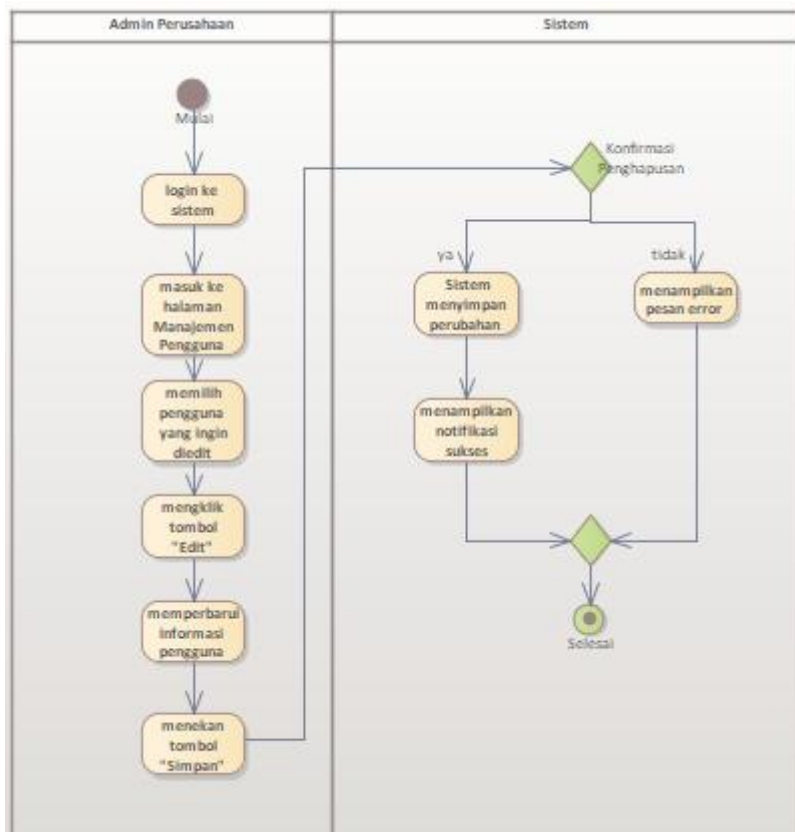 Admin Perusahaan
Sistem
Mulai
login ke
sistem
masuk ke
halaman
Manajemen
Pengguna
memilih
pengguna
yang ingin
diedit
mengklik
tombol
"Edit"
memperbarui
informasi
pengguna
menekan
tombol
"Simpan"
Konfirmasi
Penghapusan
ya
tidak
Sistem
menyimpan
perubahan
menampilkan
pesan error
menampilkan
notifikasi
sukses
Selesai